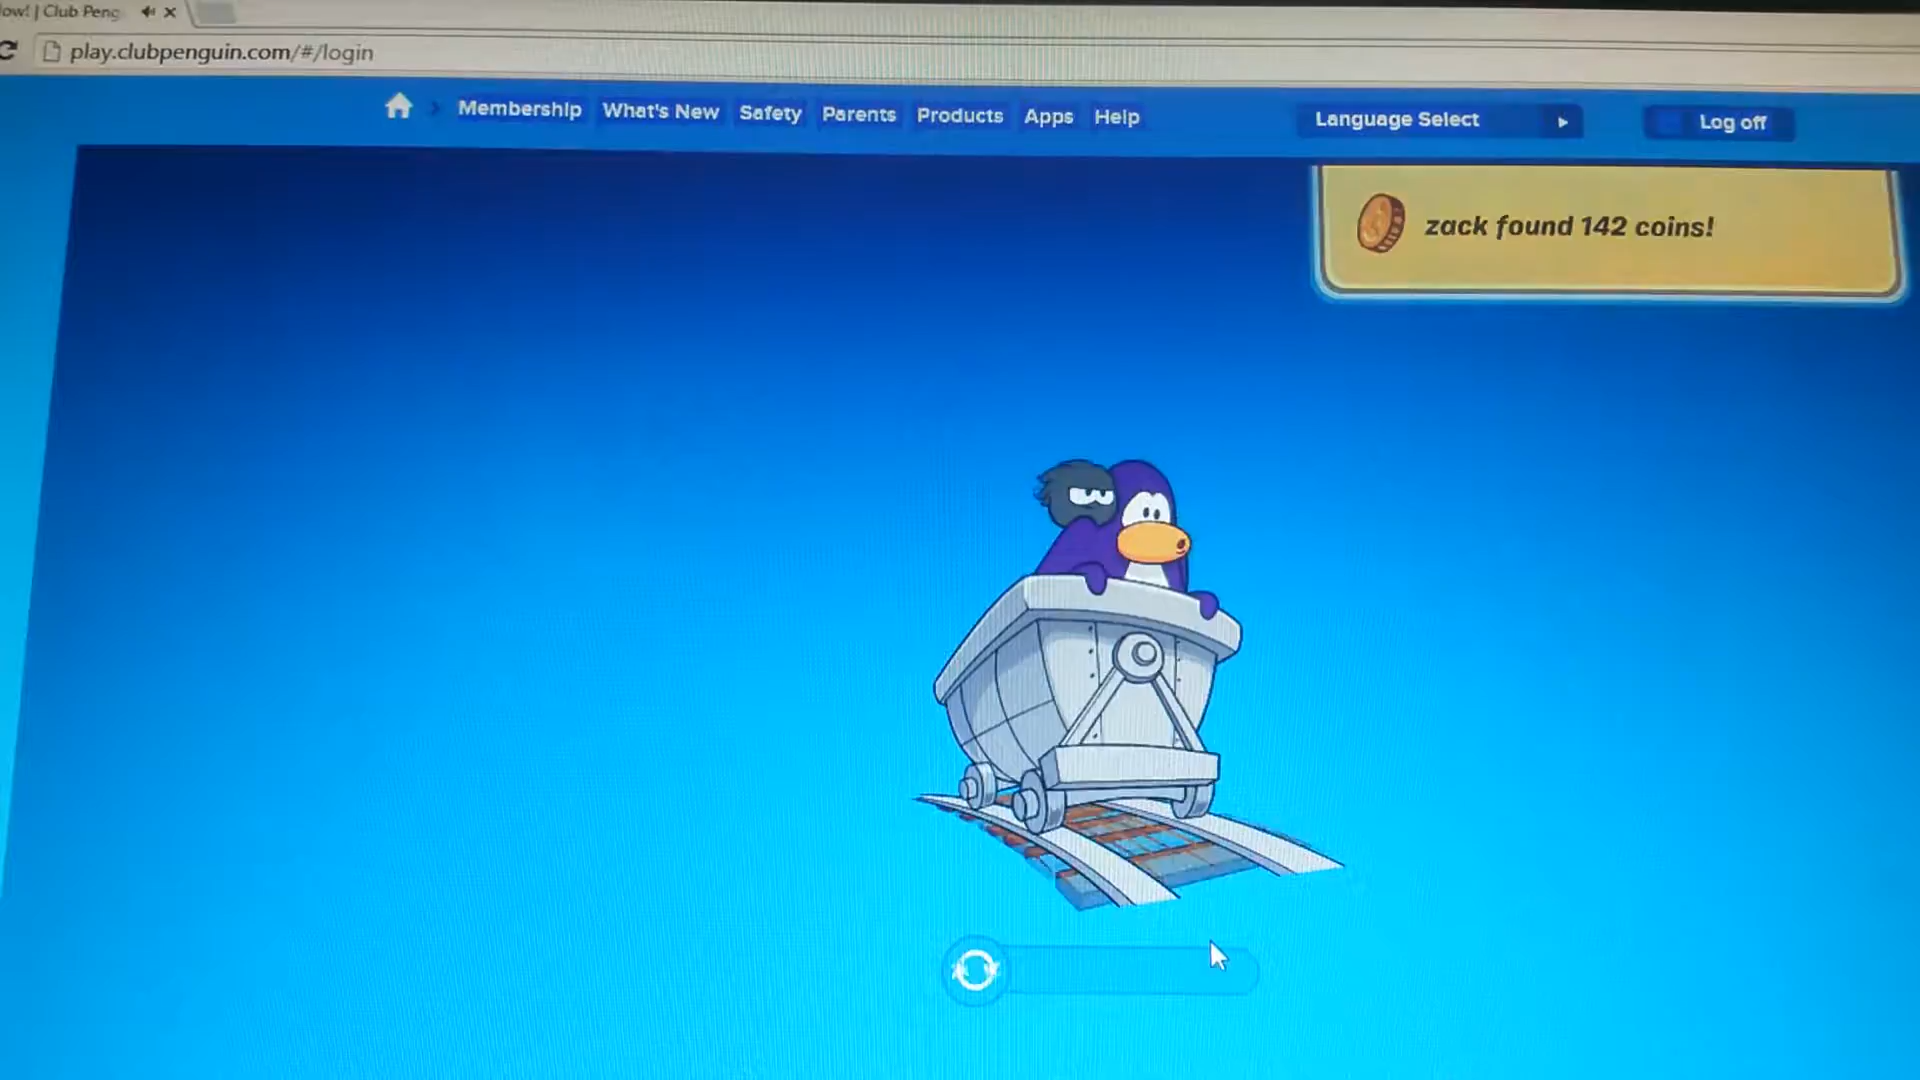 ow! | Club Peng
play.clubpenguin.com/#/login
Membership What's New Safety Parents Products Apps Help Language Select Log off
zack found 142 coins!